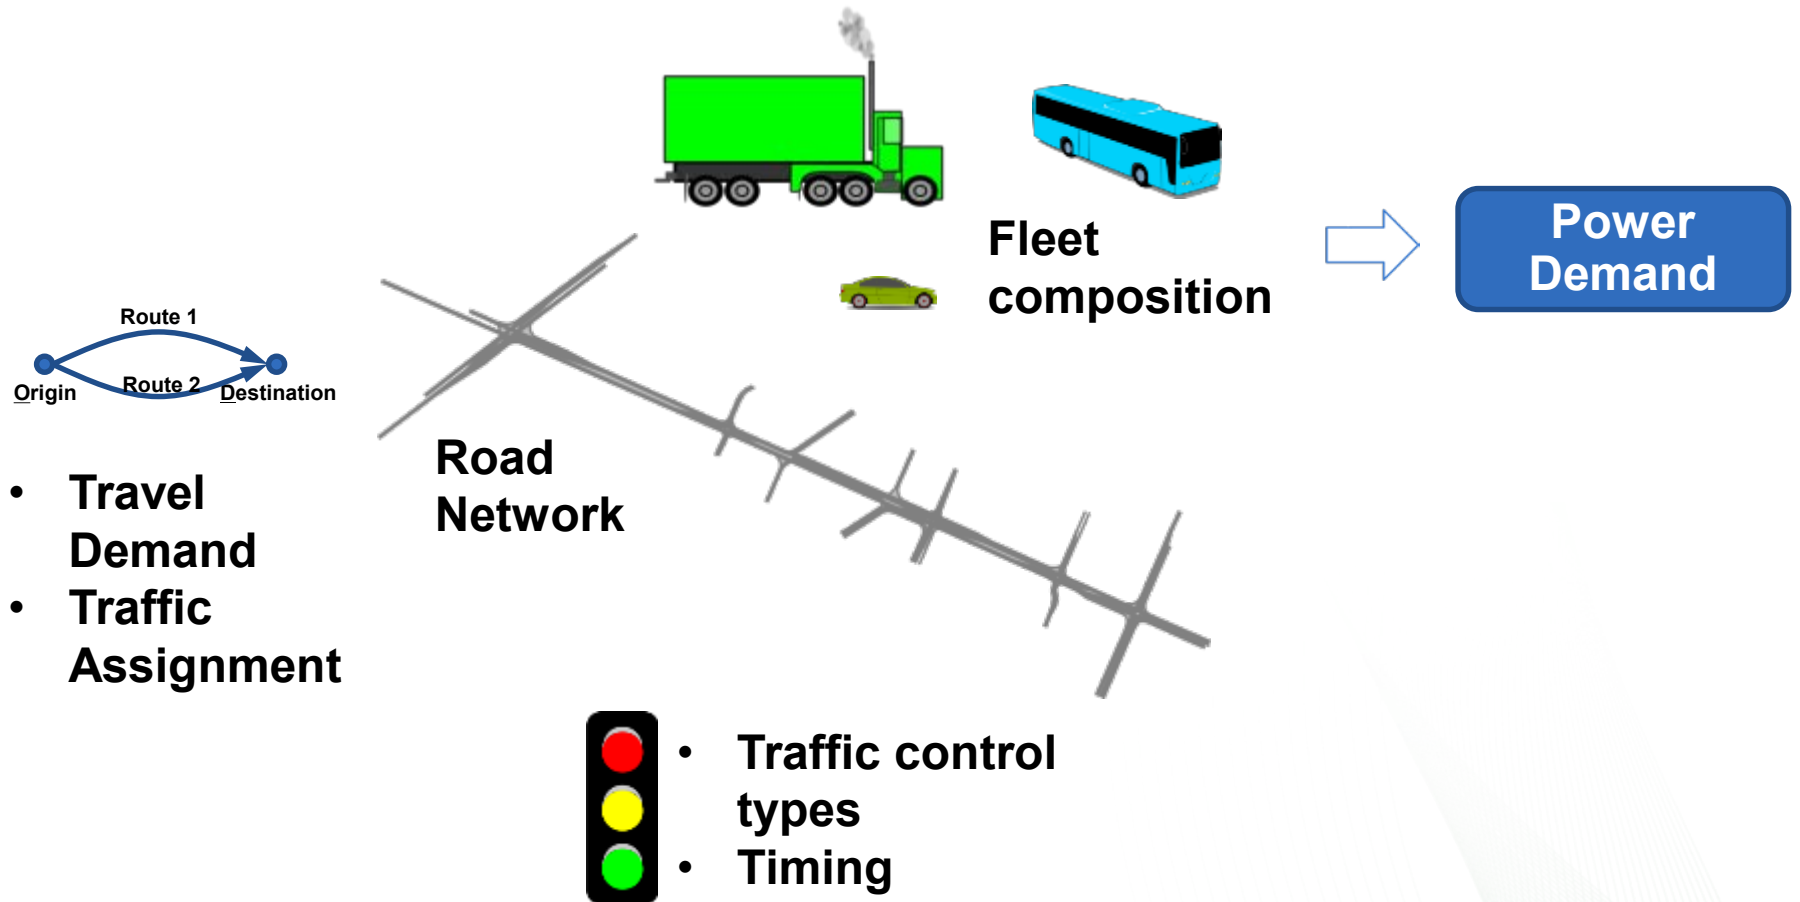 Route 1
Route 2
Origin
Destination
• Travel
Demand
• Traffic
Assignment
Road
Network
Fleet
composition
Power
Demand
• Traffic control
types
• Timing